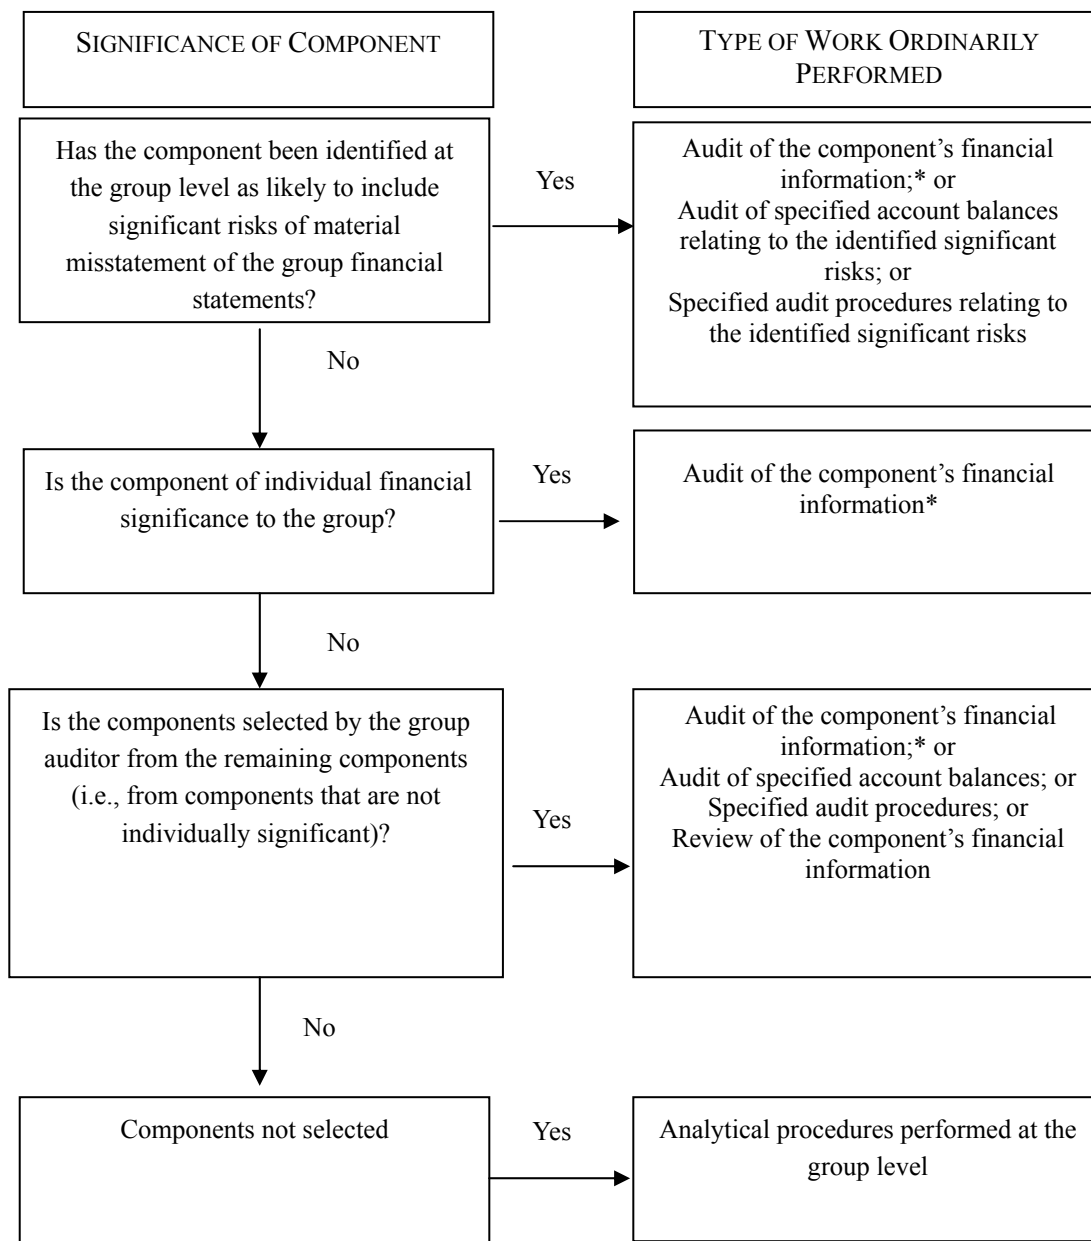 SIGNIFICANCE OF COMPONENT
TYPE OF WORK ORDINARILY
PERFORMED
Has the component been identified at
the group level as likely to include
significant risks of material
misstatement of the group financial
statements?
Yes
Audit of the component’s financial
information;* or
Audit of specified account balances
relating to the identified significant
risks; or
Specified audit procedures relating to
the identified significant risks
No
Is the component of individual financial
significance to the group?
Yes
Audit of the component’s financial
information*
No
Is the components selected by the group
auditor from the remaining components
(i.e., from components that are not
individually significant)?
Yes
Audit of the component’s financial
information;* or
Audit of specified account balances; or
Specified audit procedures; or
Review of the component’s financial
information
No
Components not selected
Yes
Analytical procedures performed at the
group level